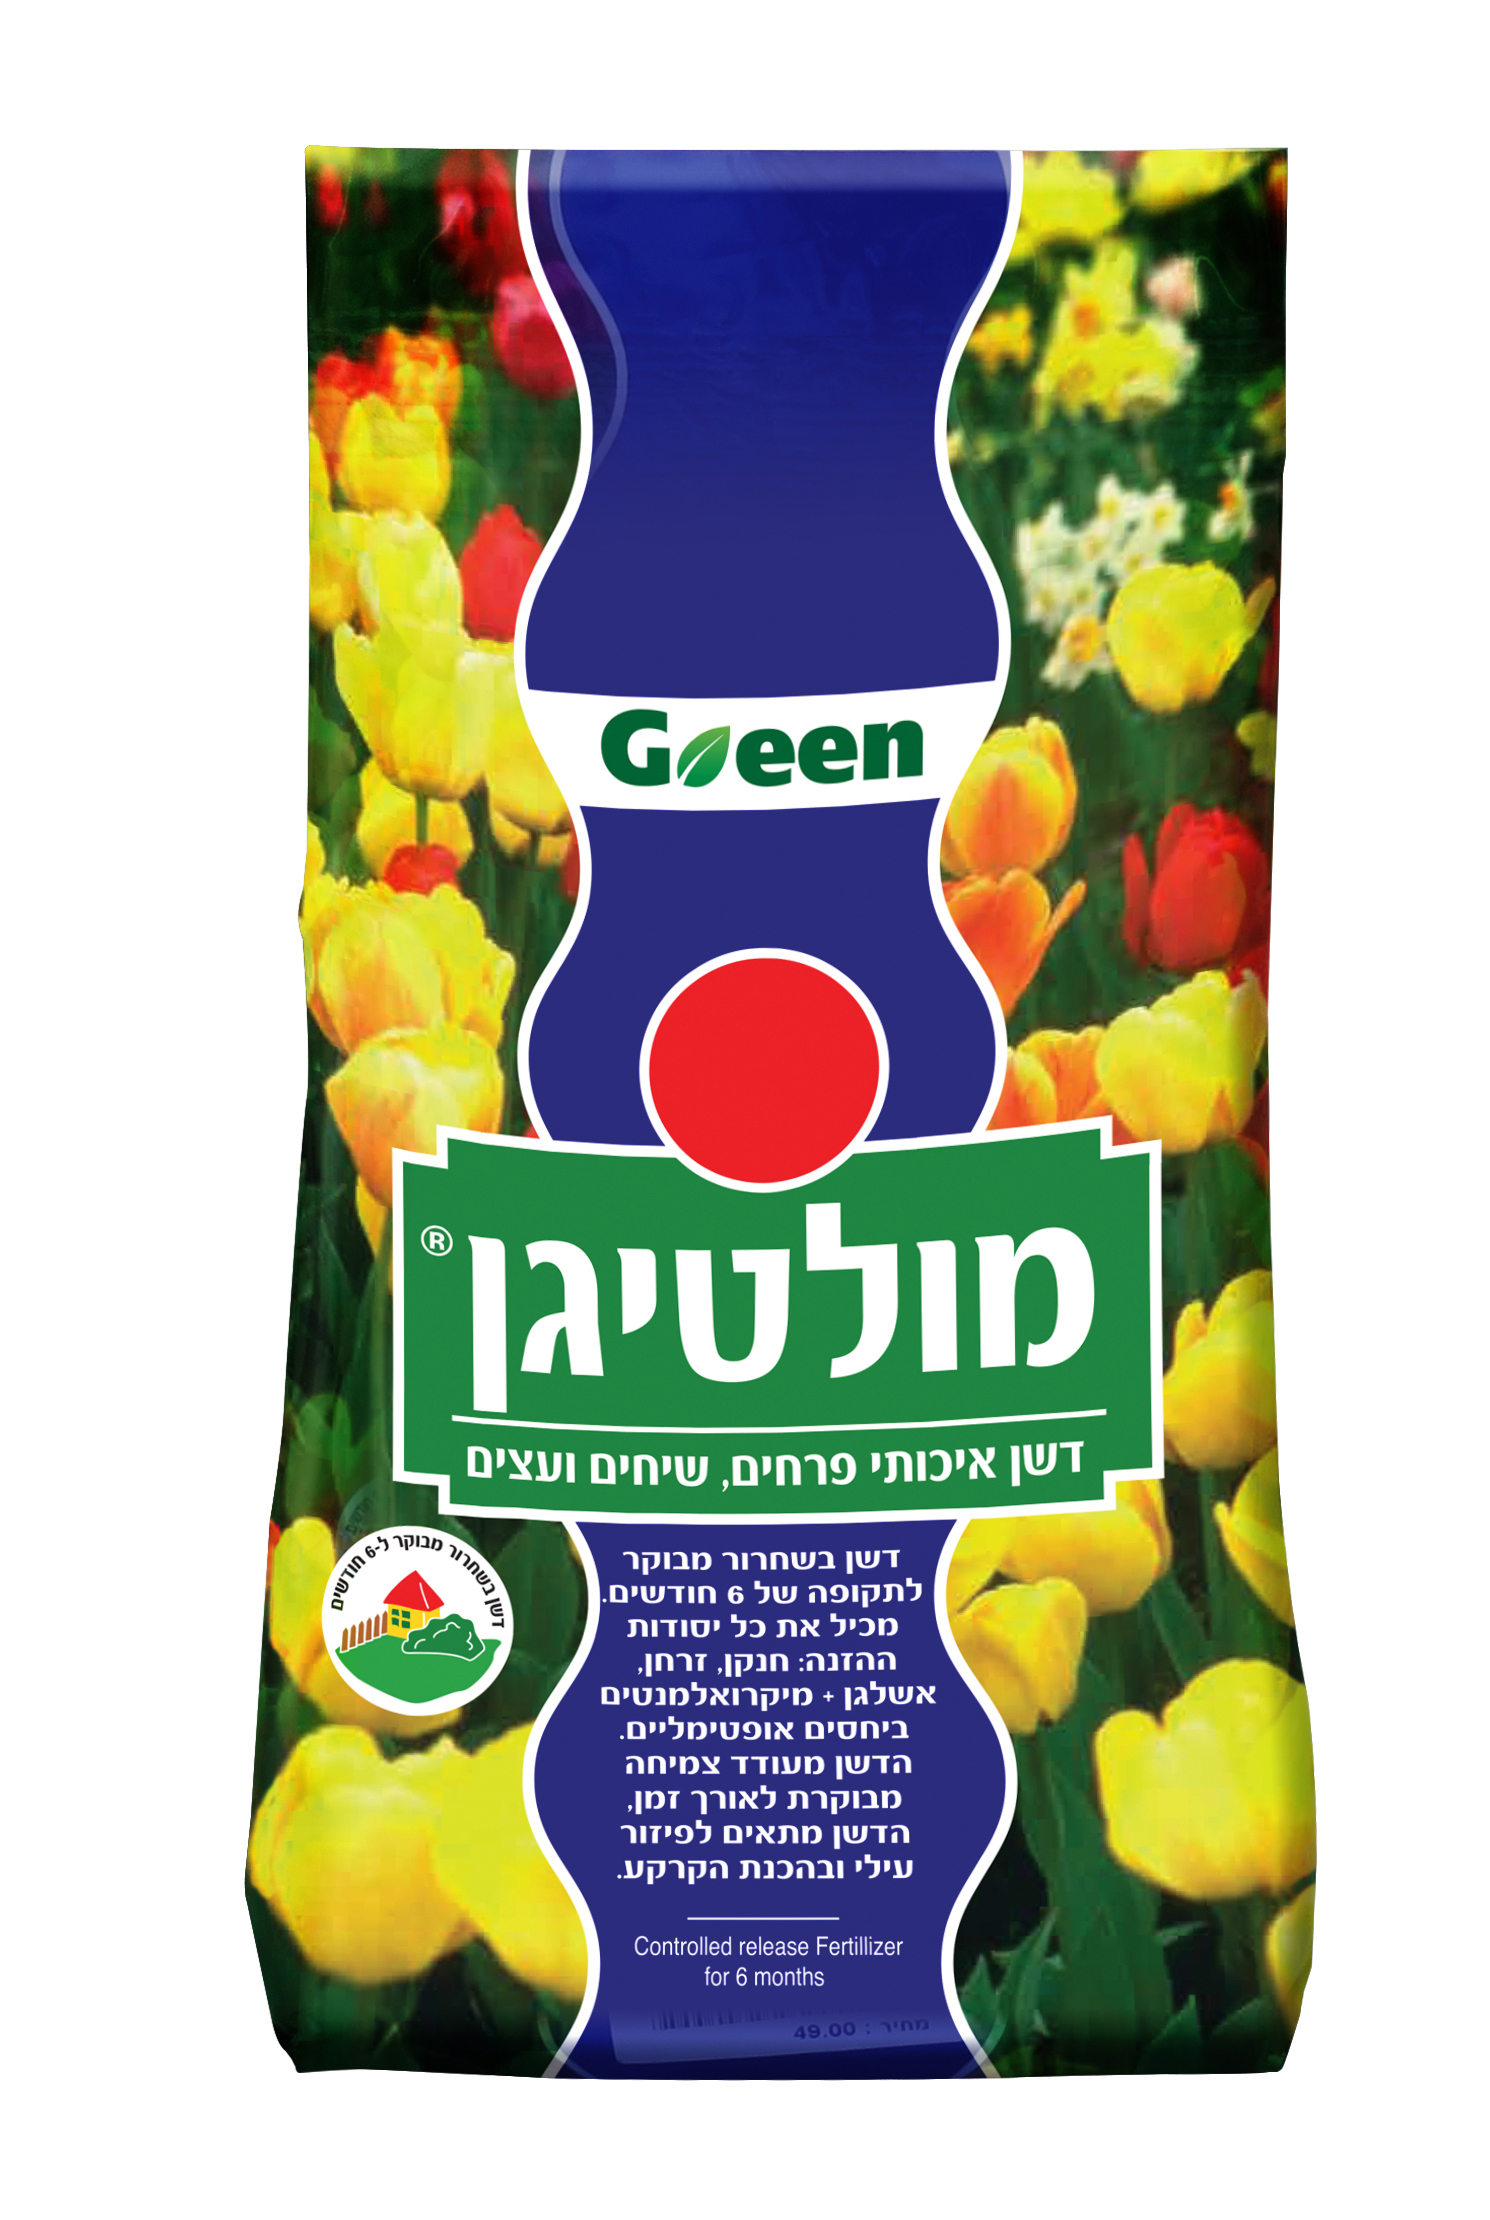 Green
מולטיגן®
דשן איכותי פרחים, שיחים ועצים
דשן בשחרור מבוקר ל-6 חודשים
דשן בשחרור מבוקר
לתקופה של 6 חודשים.
מכיל את כל יסודות
ההזנה: חנקן, זרחן,
אשלגן + מיקרואלמנטים
ביחסים אופטימליים.
הדשן מעודד צמיחה
מבוקרת לאורך זמן,
הדשן מתאים לפיזור
עילי ובהכנת הקרקע.
Controlled release Fertillizer
for 6 months
מחיר : 49.00